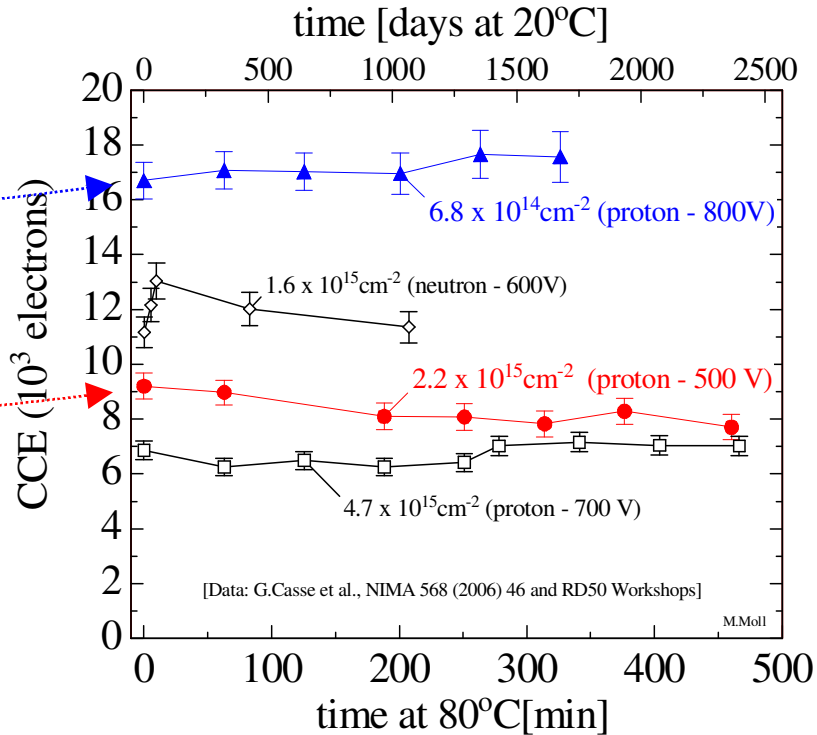 time [days at 20°C]
0 500 1000 1500 2000 2500
20
18
16
14
12
10
8
6
4
2
0
CCE (10³ electrons)
6.8 x 10¹⁴cm⁻² (proton - 800V)
1.6 x 10¹⁵cm⁻² (neutron - 600V)
2.2 x 10¹⁵cm⁻² (proton - 500 V)
4.7 x 10¹⁵cm⁻² (proton - 700 V)
[Data: G.Casse et al., NIMA 568 (2006) 46 and RD50 Workshops]
M.Moll
0 100 200 300 400 500
time at 80°C[min]